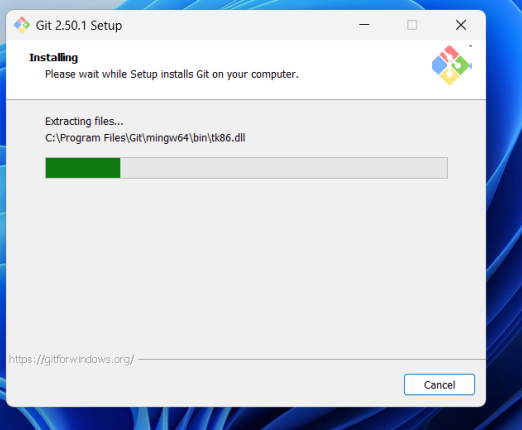 Git 2.50.1 Setup
Installing
Please wait while Setup installs Git on your computer.
Extracting files...
C:\Program Files\Git\mingw64\bin\tk86.dll
https://gitforwindows.org/
Cancel